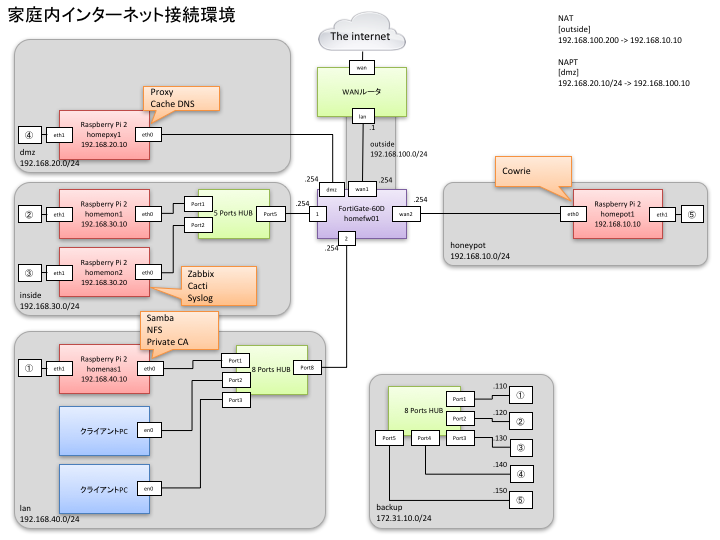 家庭内インターネット接続環境
The internet
wan
WANルータ
lan
.1
outside
192.168.100.0/24
NAT
[outside]
192.168.100.200 -> 192.168.10.10
NAPT
[dmz]
192.168.20.10/24 -> 192.168.100.10
Proxy
Cache DNS
④
eth1
Raspberry Pi 2
homepxy1
192.168.20.10
eth0
dmz
192.168.20.0/24
.254
dmz
wan1
.254
.254
1
FortiGate-60D
homefw01
wan2
.254
2
.254
②
eth1
Raspberry Pi 2
homemon1
192.168.30.10
eth0
Port1
5 Ports HUB
Port5
Port2
③
eth1
Raspberry Pi 2
homemon2
192.168.30.20
eth0
Zabbix
Cacti
Syslog
inside
192.168.30.0/24
Cowrie
eth0
Raspberry Pi 2
homepot1
192.168.10.10
eth1
⑤
honeypot
192.168.10.0/24
Samba
NFS
Private CA
①
eth1
Raspberry Pi 2
homenas1
192.168.40.10
eth0
Port1
8 Ports HUB
Port8
Port2
Port3
クライアントPC
en0
クライアントPC
en0
lan
192.168.40.0/24
8 Ports HUB
Port1
.110
①
Port2
.120
②
Port5
Port4
Port3
.130
③
.140
④
.150
⑤
backup
172.31.10.0/24